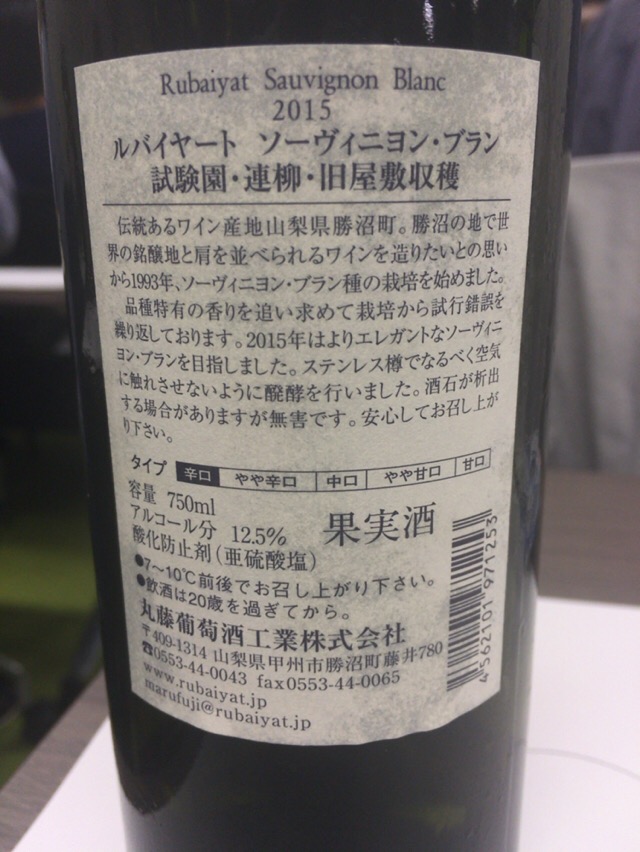 Rubaiyat Sauvignon Blanc
2015
ルバイヤート ソーヴィニヨン・ブラン
試験園・連柳・旧屋敷収穫
伝統あるワイン産地山梨県勝沼町。勝沼の地で世
界の銘醸地と肩を並べられるワインを造りたいとの思い
から1993年、ソーヴィニヨン・ブラン種の栽培を始めました。
品種特有の香りを追い求めて栽培から試行錯誤を
繰り返しております。2015年はよりエレガントなソーヴィニ
ヨン・ブランを目指しました。ステンレス樽でなるべく空気
に触れさせないように醗酵を行いました。酒石が析出
する場合がありますが無害です。安心してお召し上が
り下さい。
タイプ 辛口 やや辛口 中口 やや甘口 甘口
容量 750ml
アルコール分 12.5% 果実酒
酸化防止剤(亜硫酸塩)
●7〜10℃前後でお召し上がり下さい。
●飲酒は20歳を過ぎてから。
丸藤葡萄酒工業株式会社
〒409-1314 山梨県甲州市勝沼町藤井780
☎0553-44-0043 fax0553-44-0065
www.rubaiyat.jp
marufuji@rubaiyat.jp
4 562101 971253